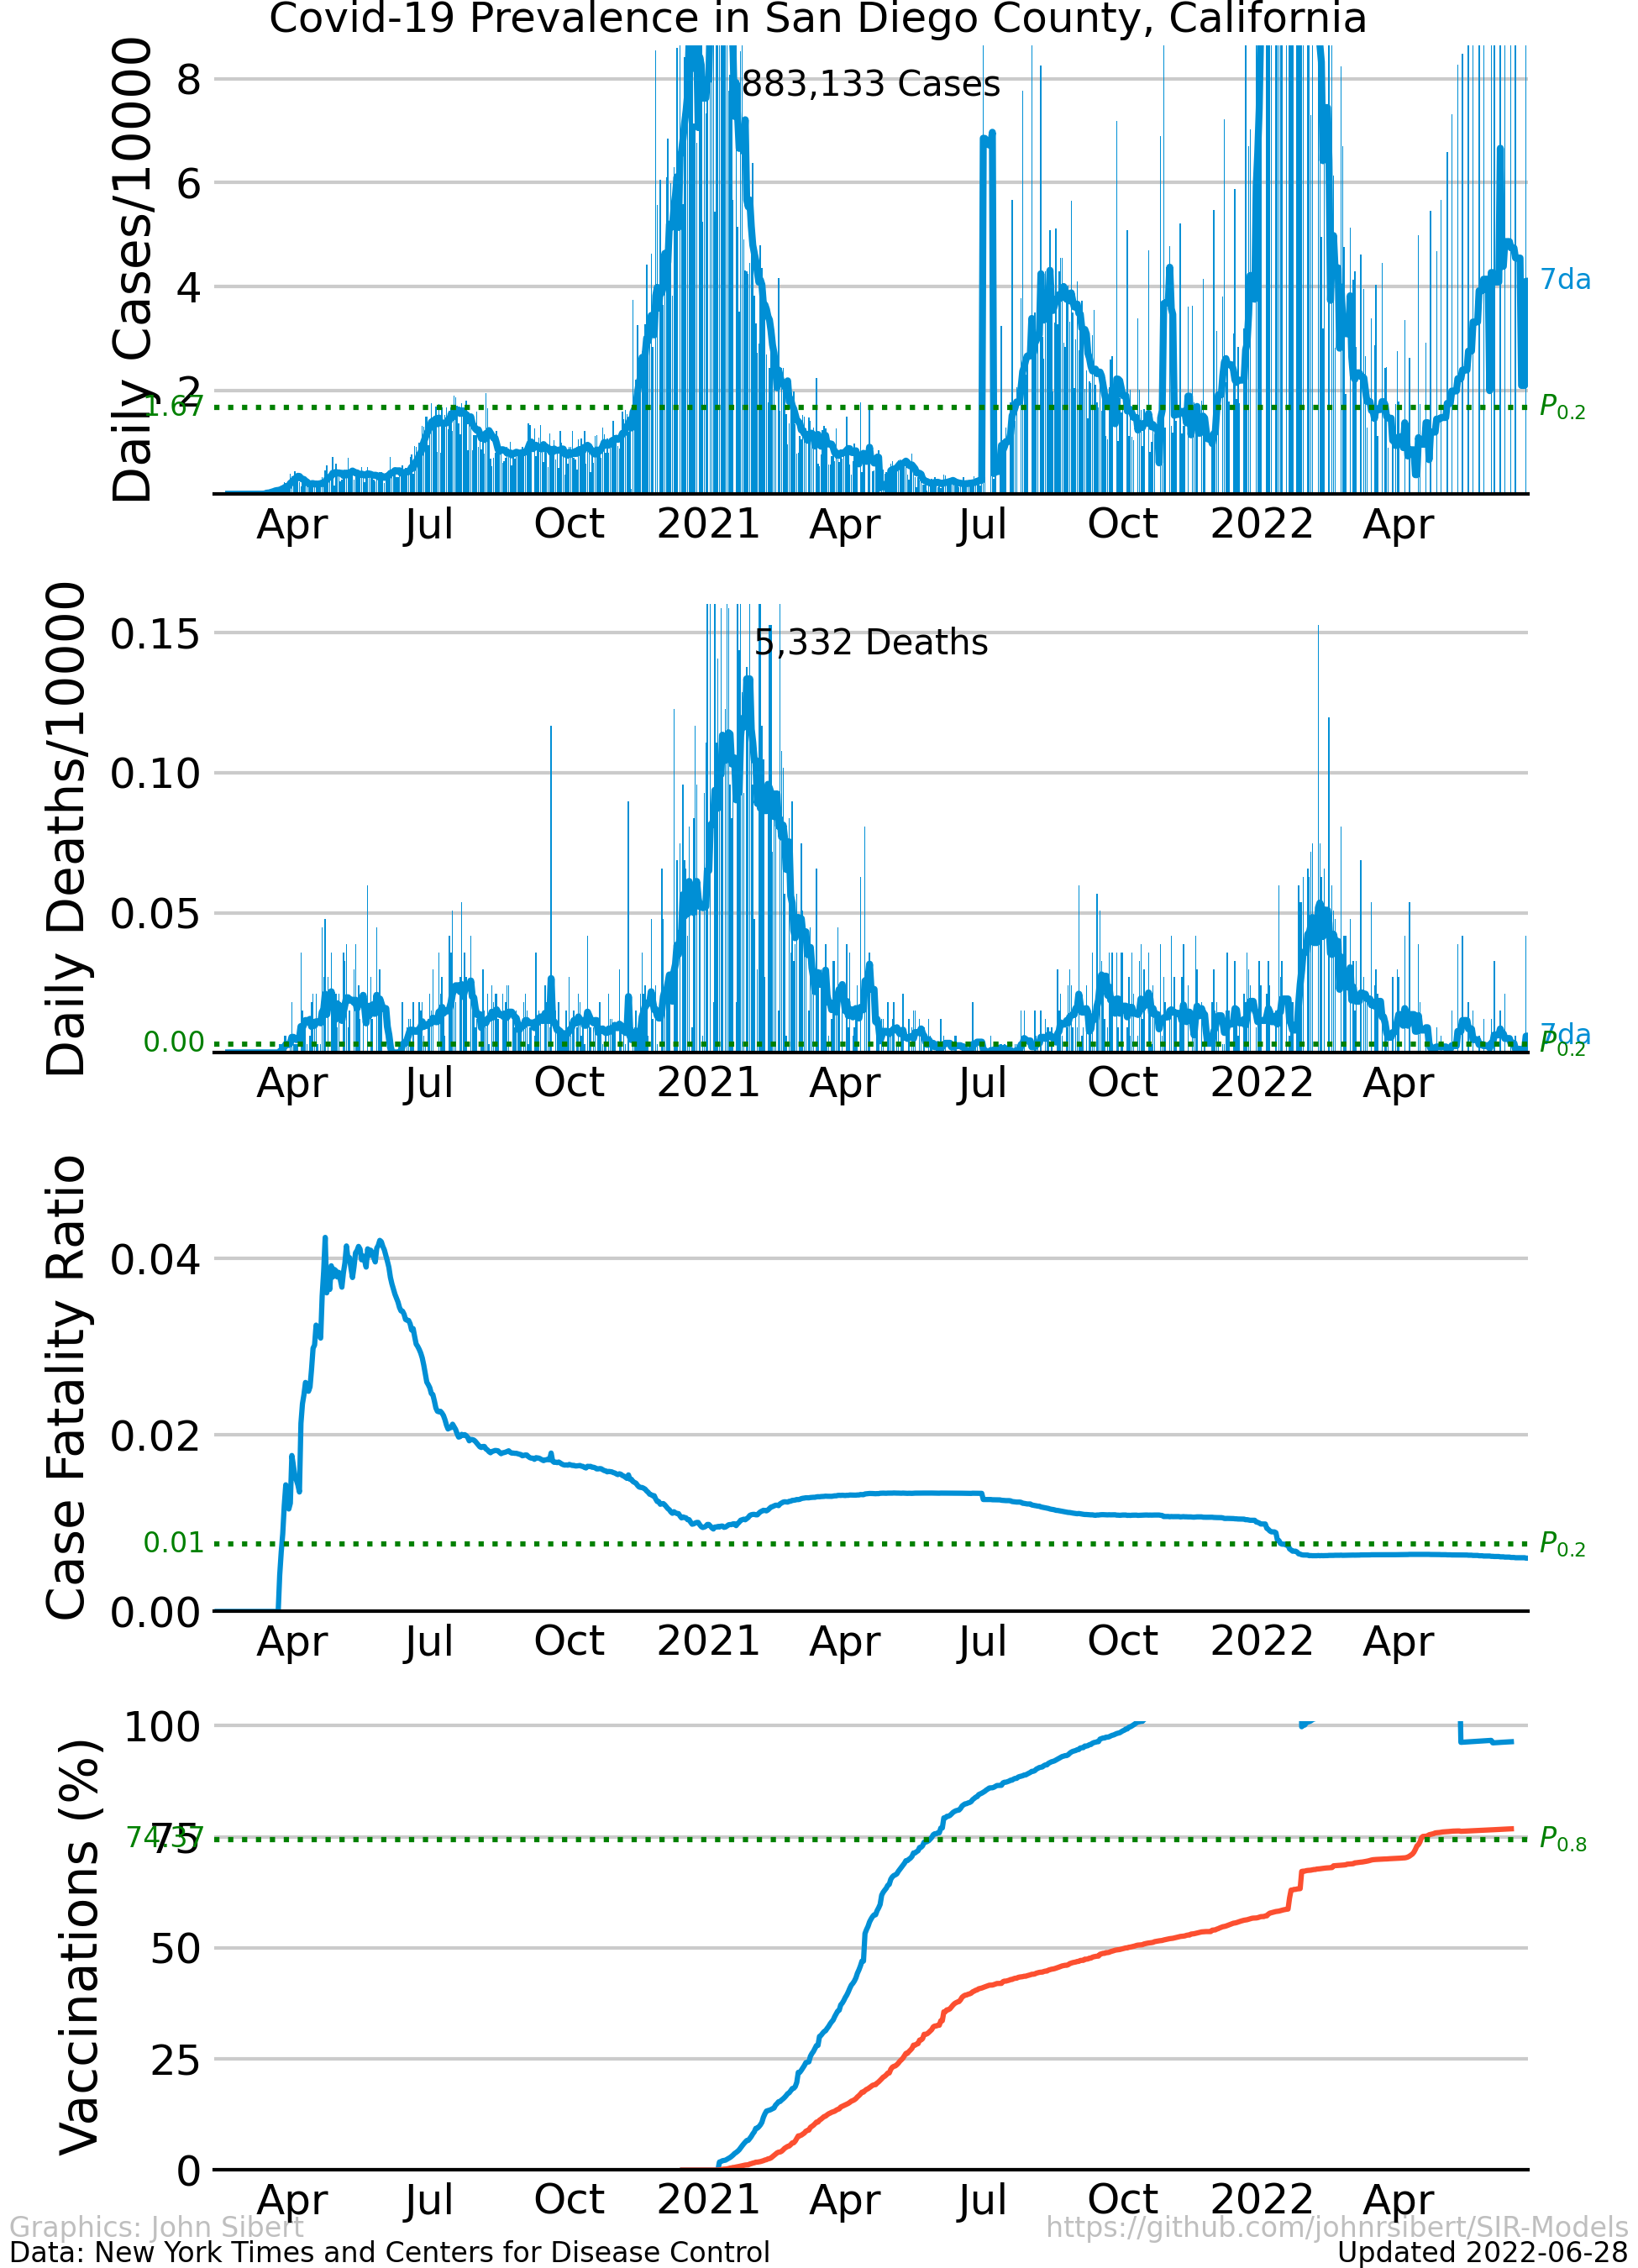 Covid-19 Prevalence in San Diego County, California
Daily Cases/10000
8
6
4
2
1.67
883,133 Cases
7da
P0.2
Apr Jul Oct 2021 Apr Jul Oct 2022 Apr
Daily Deaths/10000
0.15
0.10
0.05
0.00
5,332 Deaths
7da
P0.2
Apr Jul Oct 2021 Apr Jul Oct 2022 Apr
Case Fatality Ratio
0.04
0.02
0.01
0.00
P0.2
Apr Jul Oct 2021 Apr Jul Oct 2022 Apr
Vaccinations (%)
100
75
74.37
50
25
0
P0.8
Apr Jul Oct 2021 Apr Jul Oct 2022 Apr
Graphics: John Sibert
https://github.com/johnrsibert/SIR-Models
Data: New York Times and Centers for Disease Control
Updated 2022-06-28